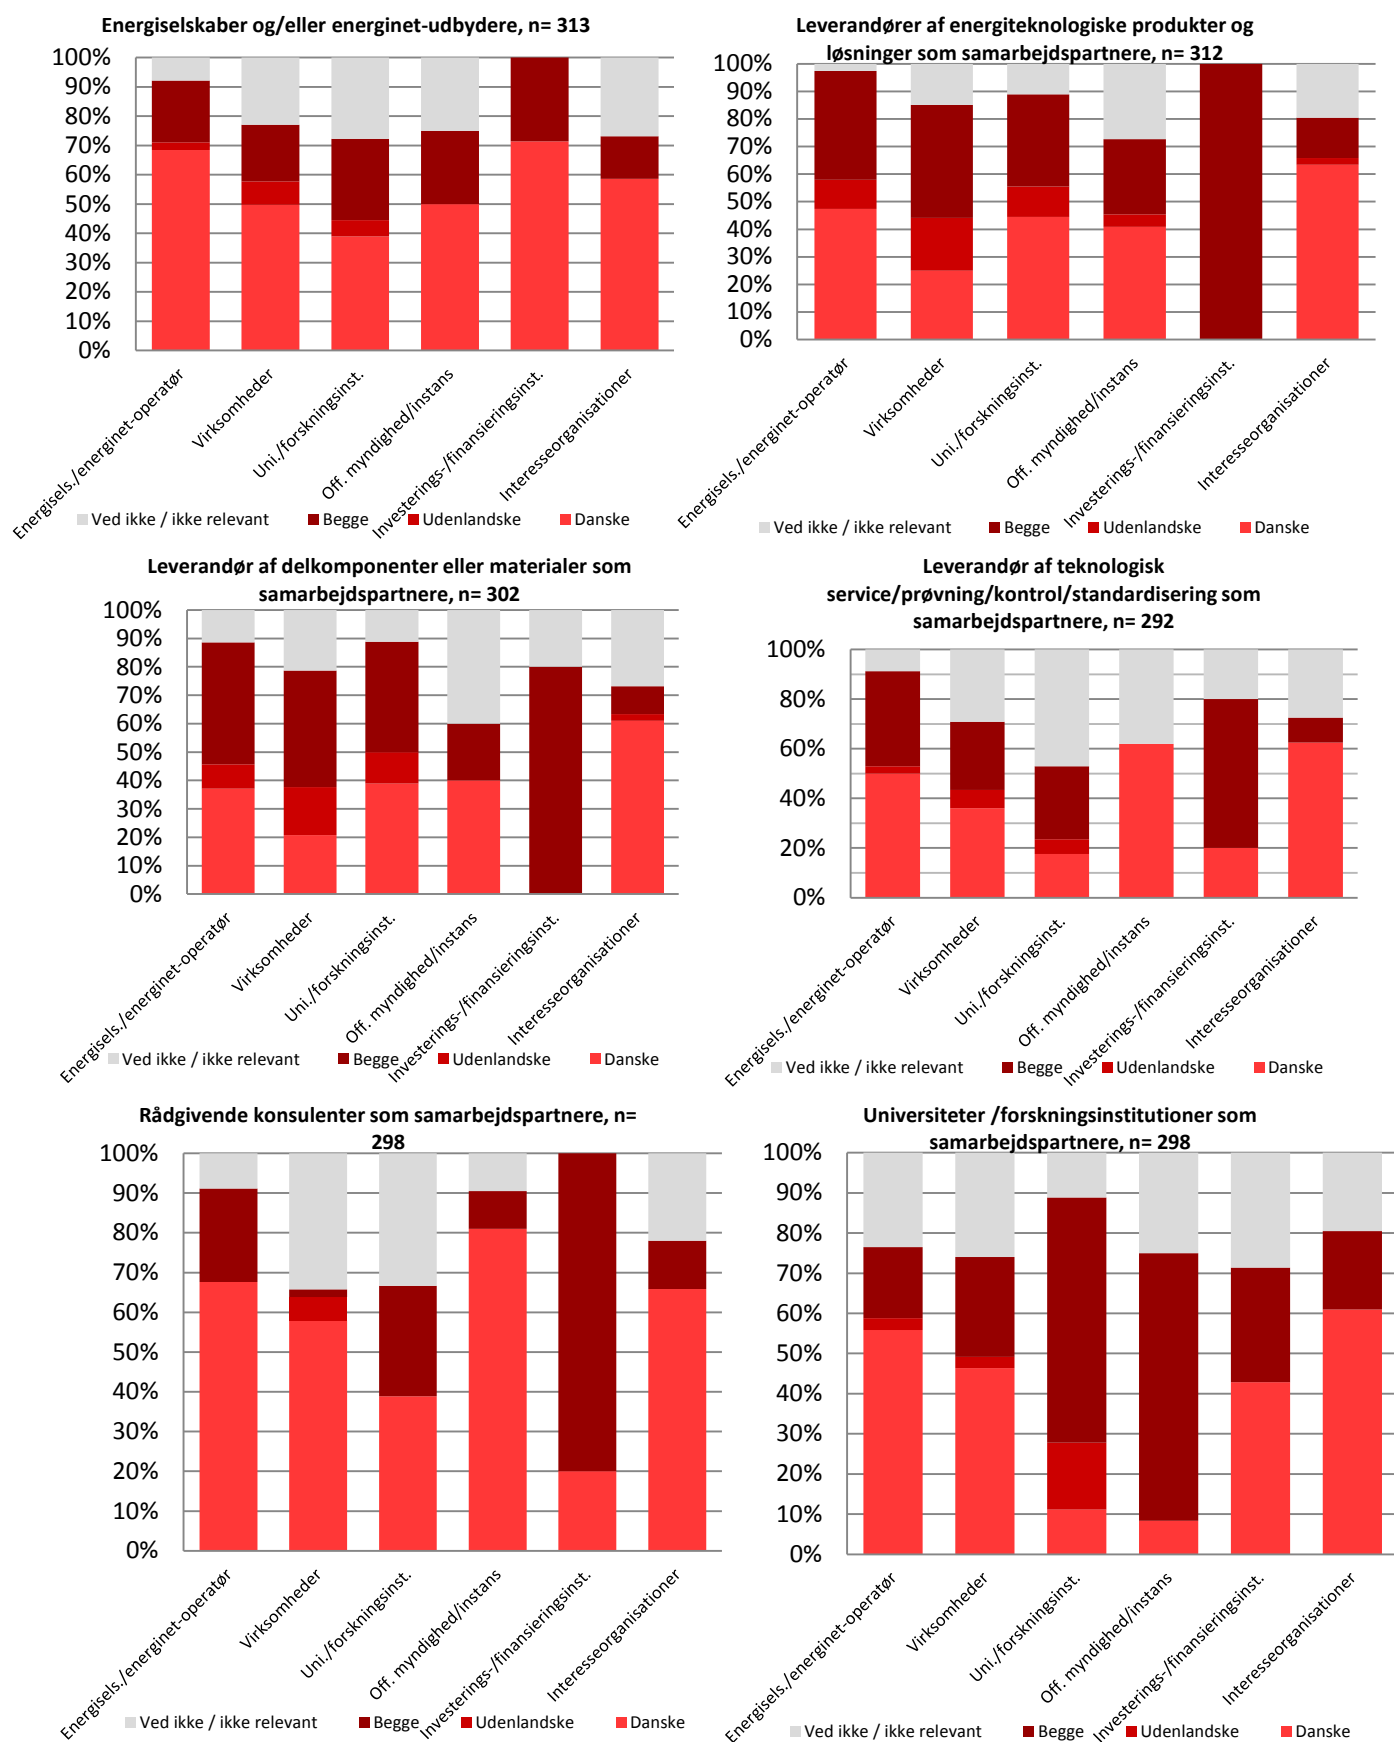 Energiselskaber og/eller energinet-udbydere, n= 313
100%
90%
80%
70%
60%
50%
40%
30%
20%
10%
0%
Energisels./energinet-operatør
Virksomheder
Uni./forskningsinst.
Off. myndighed/instans
Investerings-/finansieringsinst.
Interesseorganisationer
Ved ikke / ikke relevant
Begge
Udenlandske
Danske
Leverandører af energiteknologiske produkter og
løsninger som samarbejdspartnere, n= 312
100%
90%
80%
70%
60%
50%
40%
30%
20%
10%
0%
Energisels./energinet-operatør
Virksomheder
Uni./forskningsinst.
Off. myndighed/instans
Investerings-/finansieringsinst.
Interesseorganisationer
Ved ikke / ikke relevant
Begge
Udenlandske
Danske
Leverandør af delkomponenter eller materialer som
samarbejdspartnere, n= 302
100%
90%
80%
70%
60%
50%
40%
30%
20%
10%
0%
Energisels./energinet-operatør
Virksomheder
Uni./forskningsinst.
Off. myndighed/instans
Investerings-/finansieringsinst.
Interesseorganisationer
Ved ikke / ikke relevant
Begge
Udenlandske
Danske
Leverandør af teknologisk
service/prøvning/kontrol/standardisering som
samarbejdspartnere, n= 292
100%
80%
60%
40%
20%
0%
Energisels./energinet-operatør
Virksomheder
Uni./forskningsinst.
Off. myndighed/instans
Investerings-/finansieringsinst.
Interesseorganisationer
Ved ikke / ikke relevant
Begge
Udenlandske
Danske
Rådgivende konsulenter som samarbejdspartnere, n=
298
100%
90%
80%
70%
60%
50%
40%
30%
20%
10%
0%
Energisels./energinet-operatør
Virksomheder
Uni./forskningsinst.
Off. myndighed/instans
Investerings-/finansieringsinst.
Interesseorganisationer
Ved ikke / ikke relevant
Begge
Udenlandske
Danske
Universiteter /forskningsinstitutioner som
samarbejdspartnere, n= 298
100%
90%
80%
70%
60%
50%
40%
30%
20%
10%
0%
Energisels./energinet-operatør
Virksomheder
Uni./forskningsinst.
Off. myndighed/instans
Investerings-/finansieringsinst.
Interesseorganisationer
Ved ikke / ikke relevant
Begge
Udenlandske
Danske